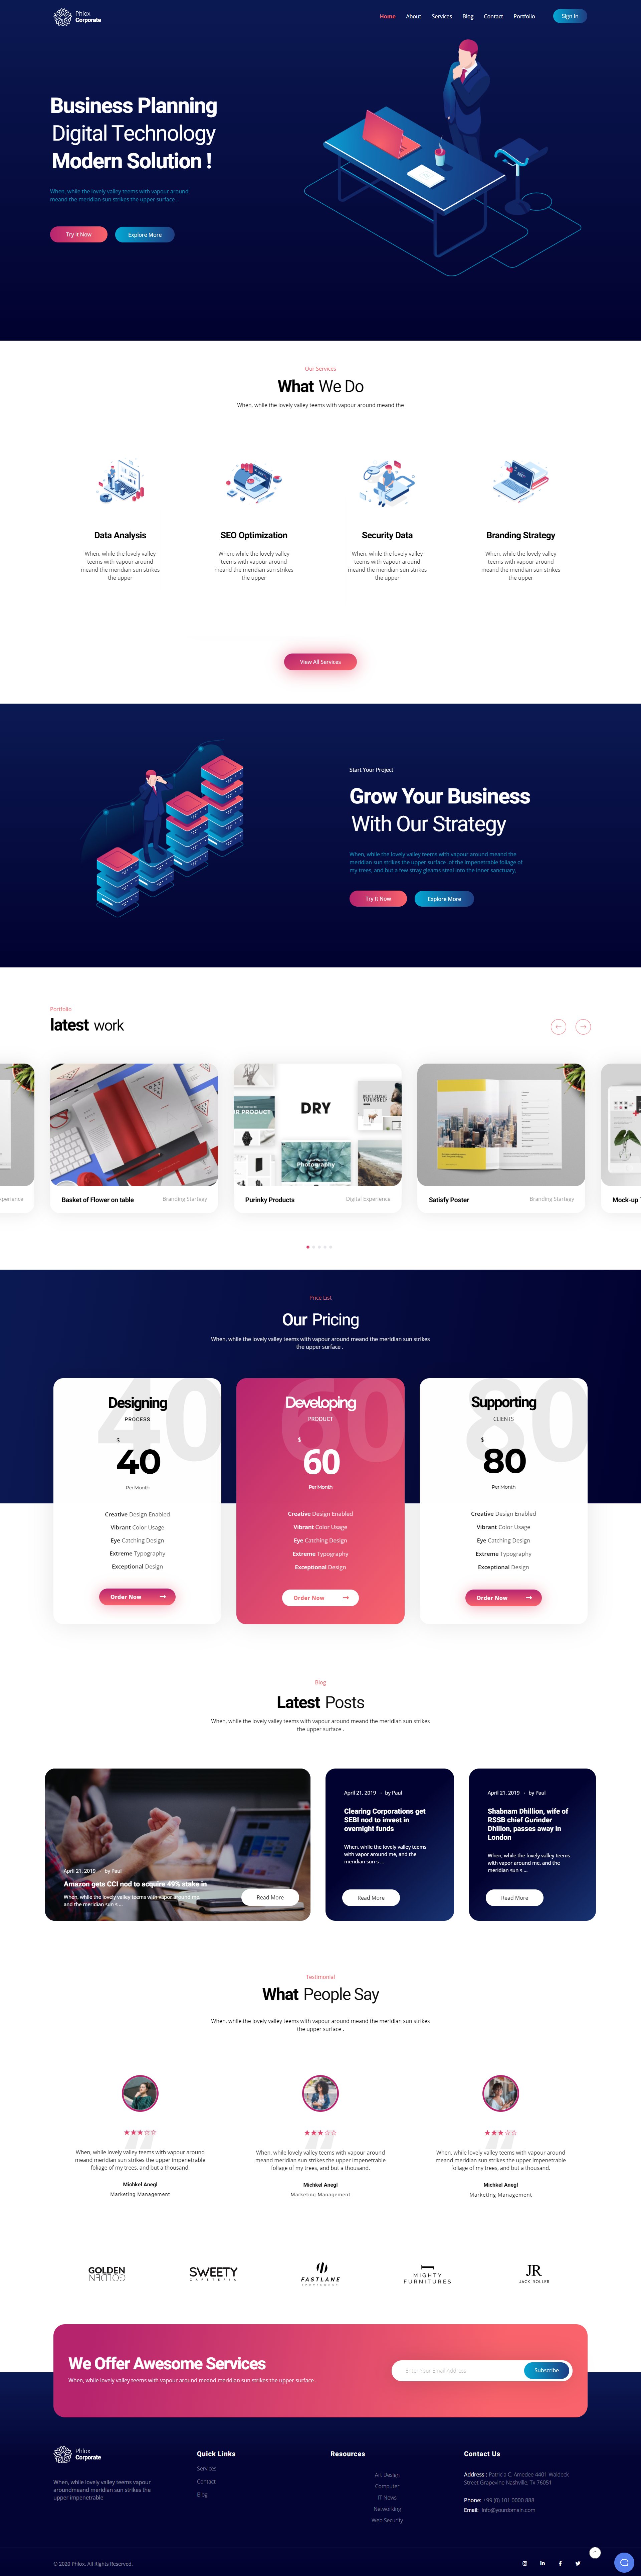 Phlox
Corporate
Home About Services Blog Contact Portfolio Sign In
Business Planning
Digital Technology
Modern Solution !
When, while the lovely valley teems with vapour around
meand the meridian sun strikes the upper surface .
Try It Now Explore More
Our Services
What We Do
When, while the lovely valley teems with vapour around meand the
Data Analysis
When, while the lovely valley
teems with vapour around
meand the meridian sun strikes
the upper
SEO Optimization
When, while the lovely valley
teems with vapour around
meand the meridian sun strikes
the upper
Security Data
When, while the lovely valley
teems with vapour around
meand the meridian sun strikes
the upper
Branding Strategy
When, while the lovely valley
teems with vapour around
meand the meridian sun strikes
the upper
View All Services
Start Your Project
Grow Your Business
With Our Strategy
When, while the lovely valley teems with vapour around meand the
meridian sun strikes the upper surface .of the impenetrable foliage of
my trees, and but a few stray gleams steal into the inner sanctuary,
Try It Now Explore More
Portfolio
latest work
xperience
Basket of Flower on table Branding Startegy
DRY
UR PRODUCT
Photography
Purinky Products Digital Experience
Satisfy Poster Branding Startegy
Mock-up
Price List
Our Pricing
When, while the lovely valley teems with vapour around meand the meridian sun strikes
the upper surface .
40
Designing
PROCESS
$
40
Per Month
Creative Design Enabled
Vibrant Color Usage
Eye Catching Design
Extreme Typography
Exceptional Design
Order Now
60
Developing
PRODUCT
$
60
Per Month
Creative Design Enabled
Vibrant Color Usage
Eye Catching Design
Extreme Typography
Exceptional Design
Order Now
80
Supporting
CLIENTS
$
80
Per Month
Creative Design Enabled
Vibrant Color Usage
Eye Catching Design
Extreme Typography
Exceptional Design
Order Now
Blog
Latest Posts
When, while the lovely valley teems with vapour around meand the meridian sun strikes
the upper surface .
April 21, 2019 by Paul
Amazon gets CCI nod to acquire 49% stake in
When, while the lovely valley teems with vapor around me,
and the meridian sun s ...
Read More
April 21, 2019 • by Paul
Clearing Corporations get
SEBI nod to invest in
overnight funds
When, while the lovely valley teems
with vapor around me, and the
meridian sun s ...
Read More
April 21, 2019 • by Paul
Shabnam Dhillion, wife of
RSSB chief Gurinder
Dhillon, passes away in
London
When, while the lovely valley teems
with vapor around me, and the
meridian sun s ...
Read More
Testimonial
What People Say
When, while the lovely valley teems with vapour around meand the meridian sun strikes
the upper surface .
When, while lovely valley teems with vapour around
meand meridian sun strikes the upper impenetrable
foliage of my trees, and but a thousand.
Michkel Anegl
Marketing Management
When, while lovely valley teems with vapour around
meand meridian sun strikes the upper impenetrable
foliage of my trees, and but a thousand.
Michkel Anegl
Marketing Management
When, while lovely valley teems with vapour around
meand meridian sun strikes the upper impenetrable
foliage of my trees, and but a thousand.
Michkel Anegl
Marketing Management
GOLDEN
GOLDEN
SWEETY
CAFETERIA
FASTLANE
SPORTSWEAR
MIGHTY
FURNITURES
JR
JACK ROLLER
We Offer Awesome Services
When, while lovely valley teems with vapour around meand meridian sun strikes the upper surface .
Enter Your Email Address Subscribe
Phlox
Corporate
When, while lovely valley teems with vapour
aroundmeand meridian sun strikes the
upper impenetrable
Quick Links
Services
Contact
Blog
Resources
Art Design
Computer
IT News
Networking
Web Security
Contact Us
Address : Patricia C. Amedee 4401 Waldeck
Street Grapevine Nashville, Tx 76051
Phone: +99 (0) 101 0000 888
Email: Info@yourdomain.com
© 2020 Phlox. All Rights Reserved.